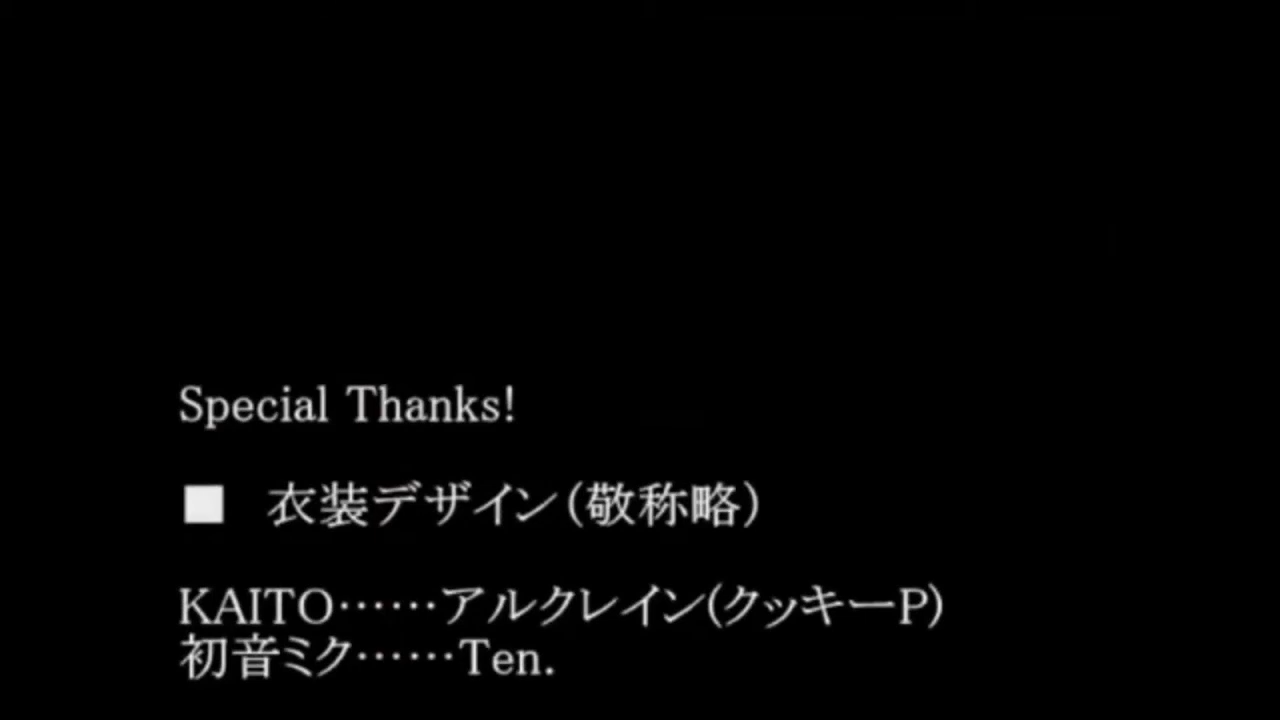 Special Thanks!
■　衣装デザイン（敬称略）
KAITO……アルクレイン(クッキーP)
初音ミク……Ten.